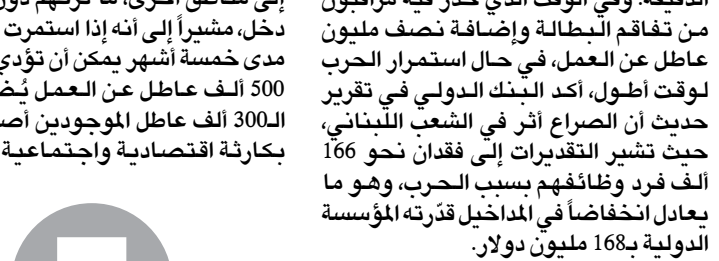 الدقيقة. وفي الوقت الذي حذّر فيه مراقبون
من تفاقم البطالة وإضافة نصف مليون
عاطل عن العمل، في حال استمرار الحرب
لوقت أطول، أكد البنك الدولي في تقرير
حديث أن الصراع أثر في الشعب اللبناني،
حيث تشير التقديرات إلى فقدان نحو 166
ألف فرد وظائفهم بسبب الحرب، وهو ما
يعادل انخفاضاً في المداخيل قدّرته المؤسسة
الدولية بـ168 مليون دولار.
إلى مناطق أخرى، ما تركهم دون
دخل، مشيراً إلى أنه إذا استمرت
مدى خمسة أشهر يمكن أن تؤدي
500 ألف عاطل عن العمل
الـ300 ألف عاطل الموجودين
بكارثة اقتصادية واجتماعية